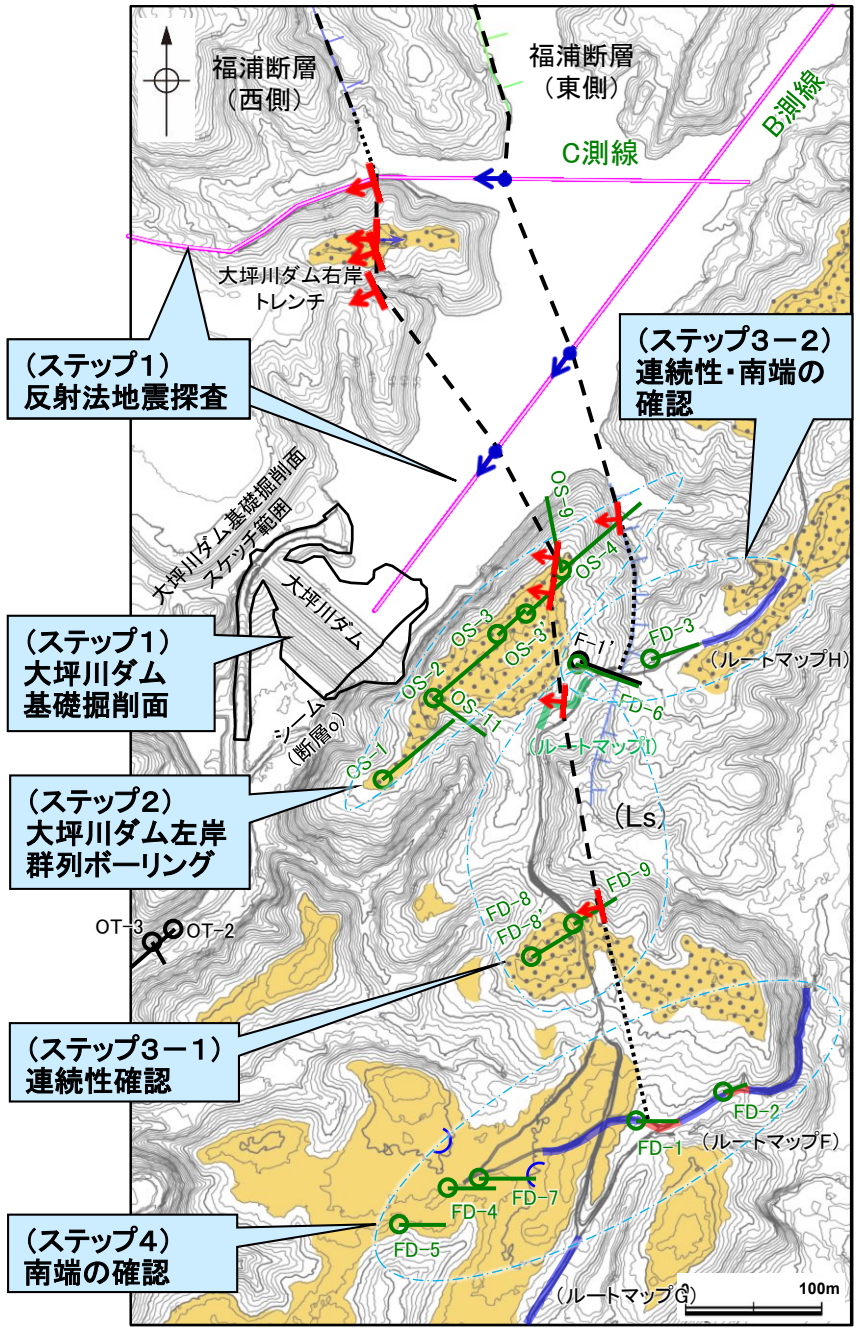 福浦断層
（西側）
福浦断層
（東側）
B測線
C測線
大坪川ダム右岸
トレンチ
（ステップ1）
反射法地震探査
（ステップ3－2）
連続性・南端の
確認
大坪川ダム基礎掘削面
スケッチ範囲
大坪川ダム
OS-9
OS-4
OS-3
OS-3'
F-1'
FD-3
（ルートマップH）
FD-6
（ステップ1）
大坪川ダム
基礎掘削面
OS-2
OS-11
（ルートマップI）
シーム
（断層o）
OS-1
（Ls）
（ステップ2）
大坪川ダム左岸
群列ボーリング
FD-9
FD-8
FD-8'
OT-3
OT-2
（ステップ3－1）
連続性確認
FD-2
FD-1
（ルートマップF）
FD-7
FD-4
FD-5
（ステップ4）
南端の確認
（ルートマップG）
0
100m